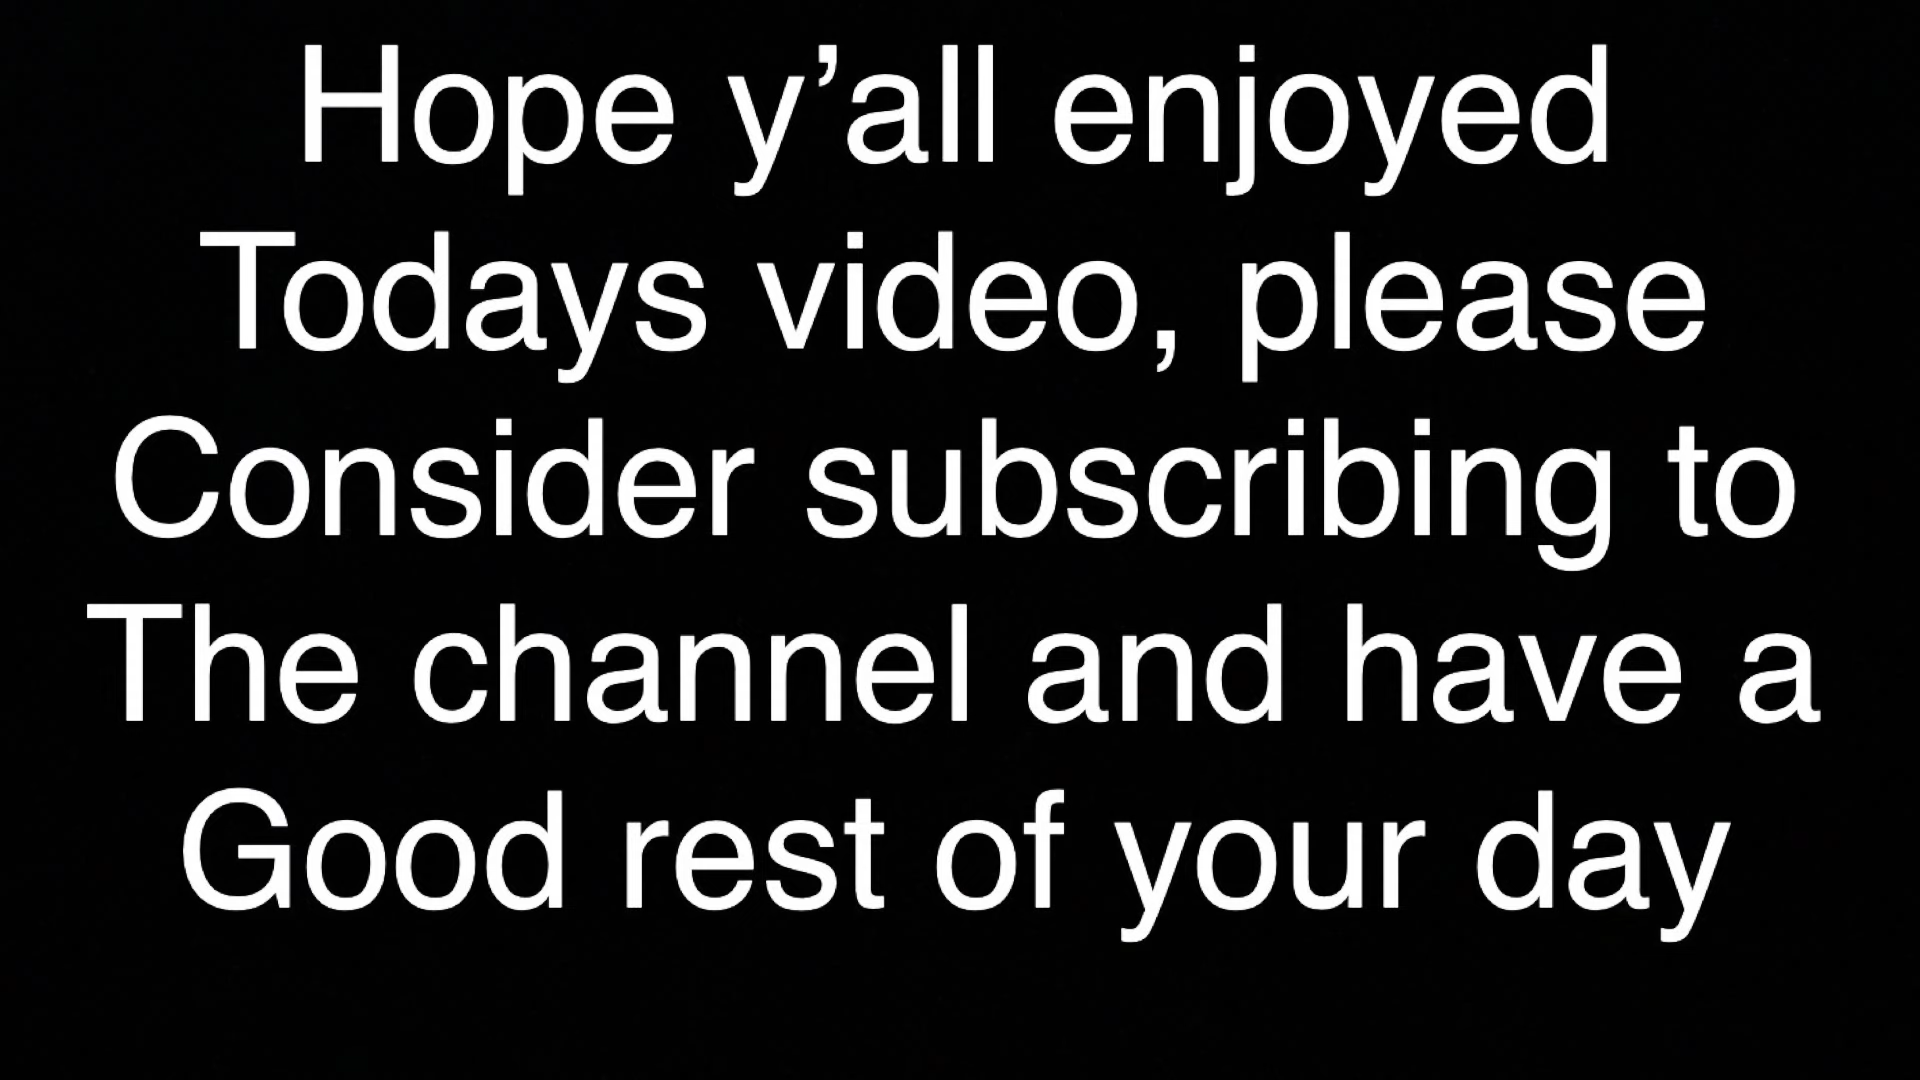 Hope y’all enjoyed
Todays video, please
Consider subscribing to
The channel and have a
Good rest of your day